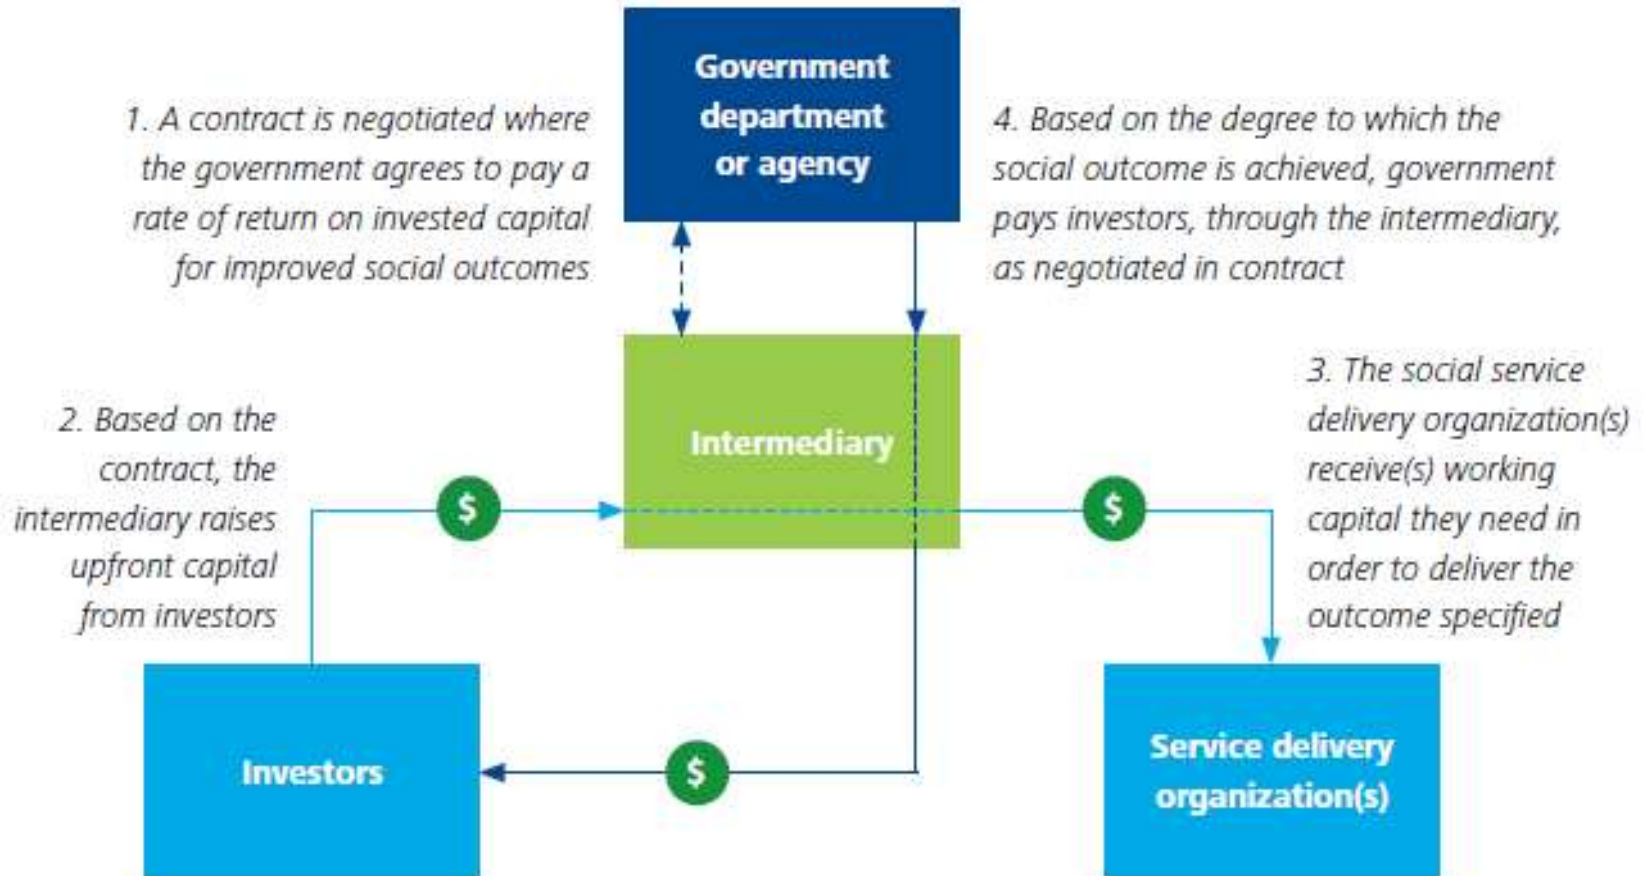 Government
department
or agency
1. A contract is negotiated where
the government agrees to pay a
rate of return on invested capital
for improved social outcomes
4. Based on the degree to which the
social outcome is achieved, government
pays investors, through the intermediary,
as negotiated in contract
Intermediary
2. Based on the
contract, the
intermediary raises
upfront capital
from investors
$
$
3. The social service
delivery organization(s)
receive(s) working
capital they need in
order to deliver the
outcome specified
Investors
$
Service delivery
organization(s)